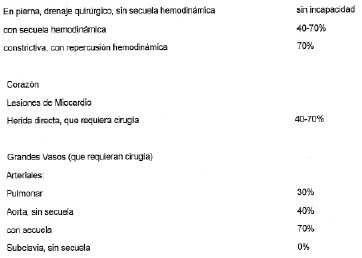 En pierna, drenaje quirúrgico, sin secuela hemodinámica sin incapacidad
con secuela hemodinámica 40-70%
constrictiva, con repercusión hemodinámica 70%
Corazón
Lesiones de Miocardio
Herida directa, que requiera cirugía 40-70%
Grandes Vasos (que requieran cirugía)
Arteriales:
Pulmonar 30%
Aorta, sin secuela 40%
con secuela 70%
Subclavia, sin secuela 0%